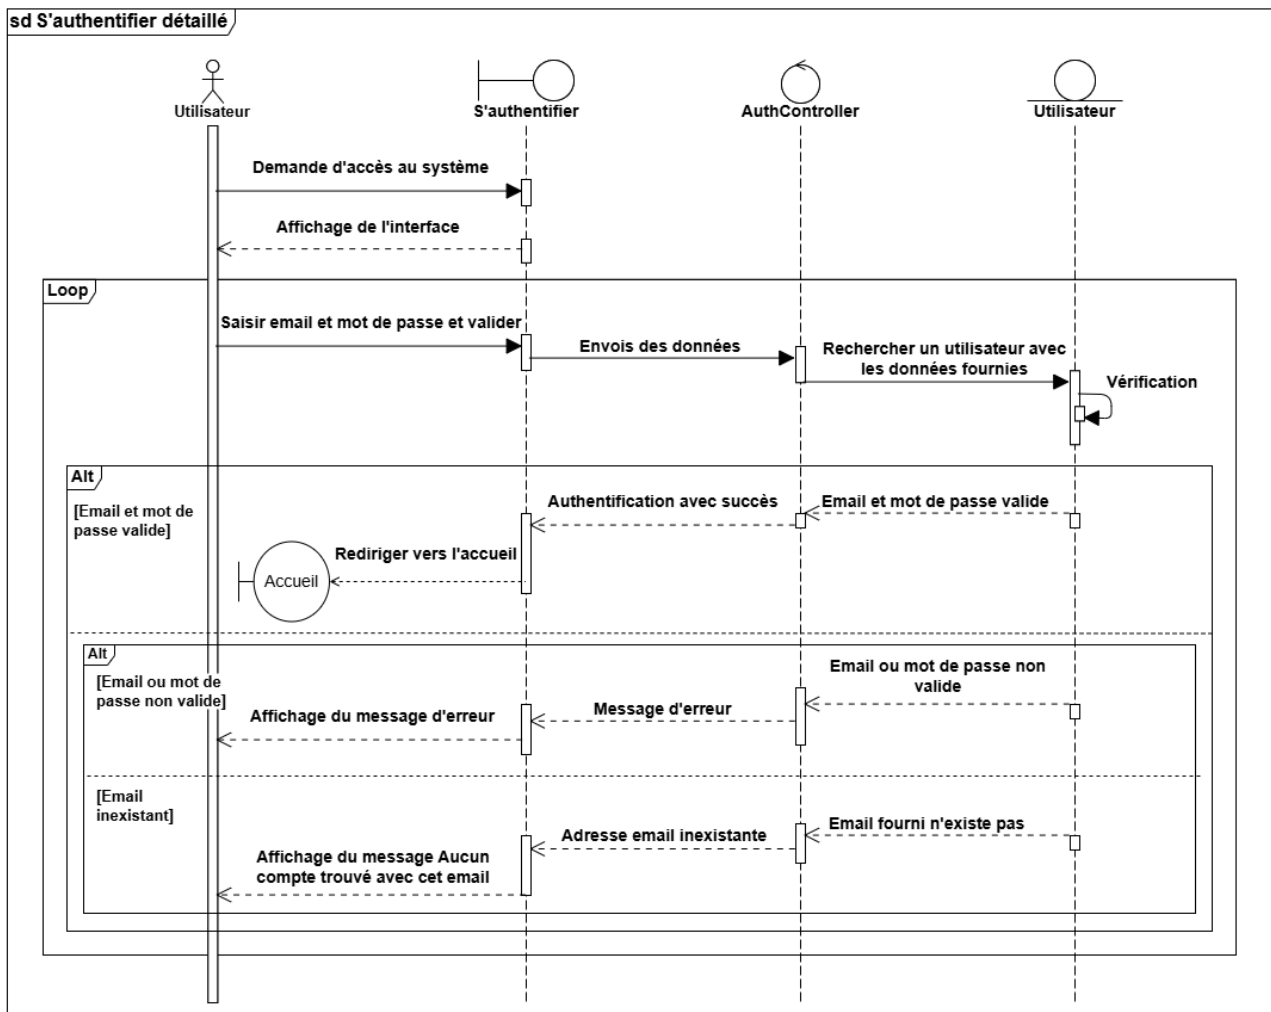 sd S'authentifier détaillé
Utilisateur
S'authentifier
AuthController
Utilisateur
Demande d'accès au système
Affichage de l'interface
Loop
Saisir email et mot de passe et valider
Envois des données
Rechercher un utilisateur avec
les données fournies
Vérification
Alt
[Email et mot de
passe valide]
Authentification avec succès
Email et mot de passe valide
Rediriger vers l'accueil
Accueil
Alt
[Email ou mot de
passe non valide]
Email ou mot de passe non
valide
Message d'erreur
Affichage du message d'erreur
[Email
inexistant]
Email fourni n'existe pas
Adresse email inexistante
Affichage du message Aucun
compte trouvé avec cet email